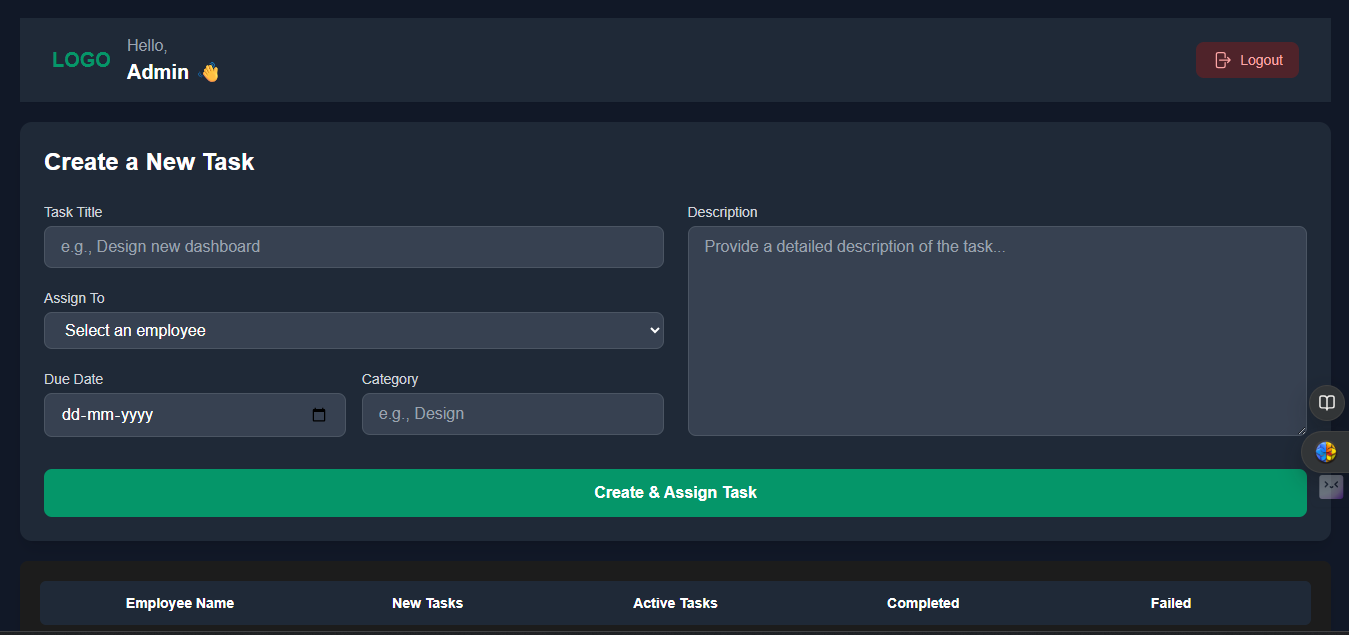 LOGO
Hello,
Admin 👋
Logout
Create a New Task
Task Title
e.g., Design new dashboard
Assign To
Select an employee
Due Date
dd-mm-yyyy
Category
e.g., Design
Description
Provide a detailed description of the task...
Create & Assign Task
Employee Name New Tasks Active Tasks Completed Failed